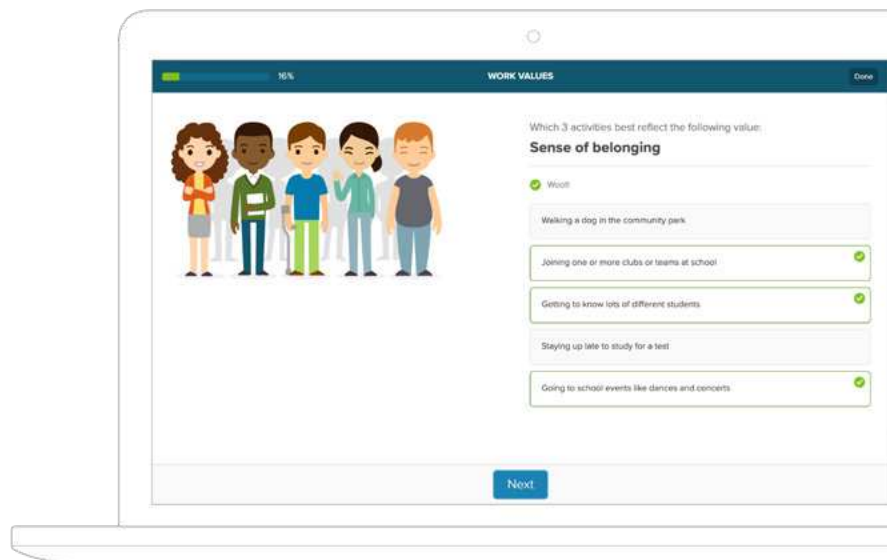 16%
WORK VALUES
Done
Which 3 activities best reflect the following value:
Sense of belonging
Woot!
Walking a dog in the community park
Joining one or more clubs or teams at school
Getting to know lots of different students
Staying up late to study for a test
Going to school events like dances and concerts
Next